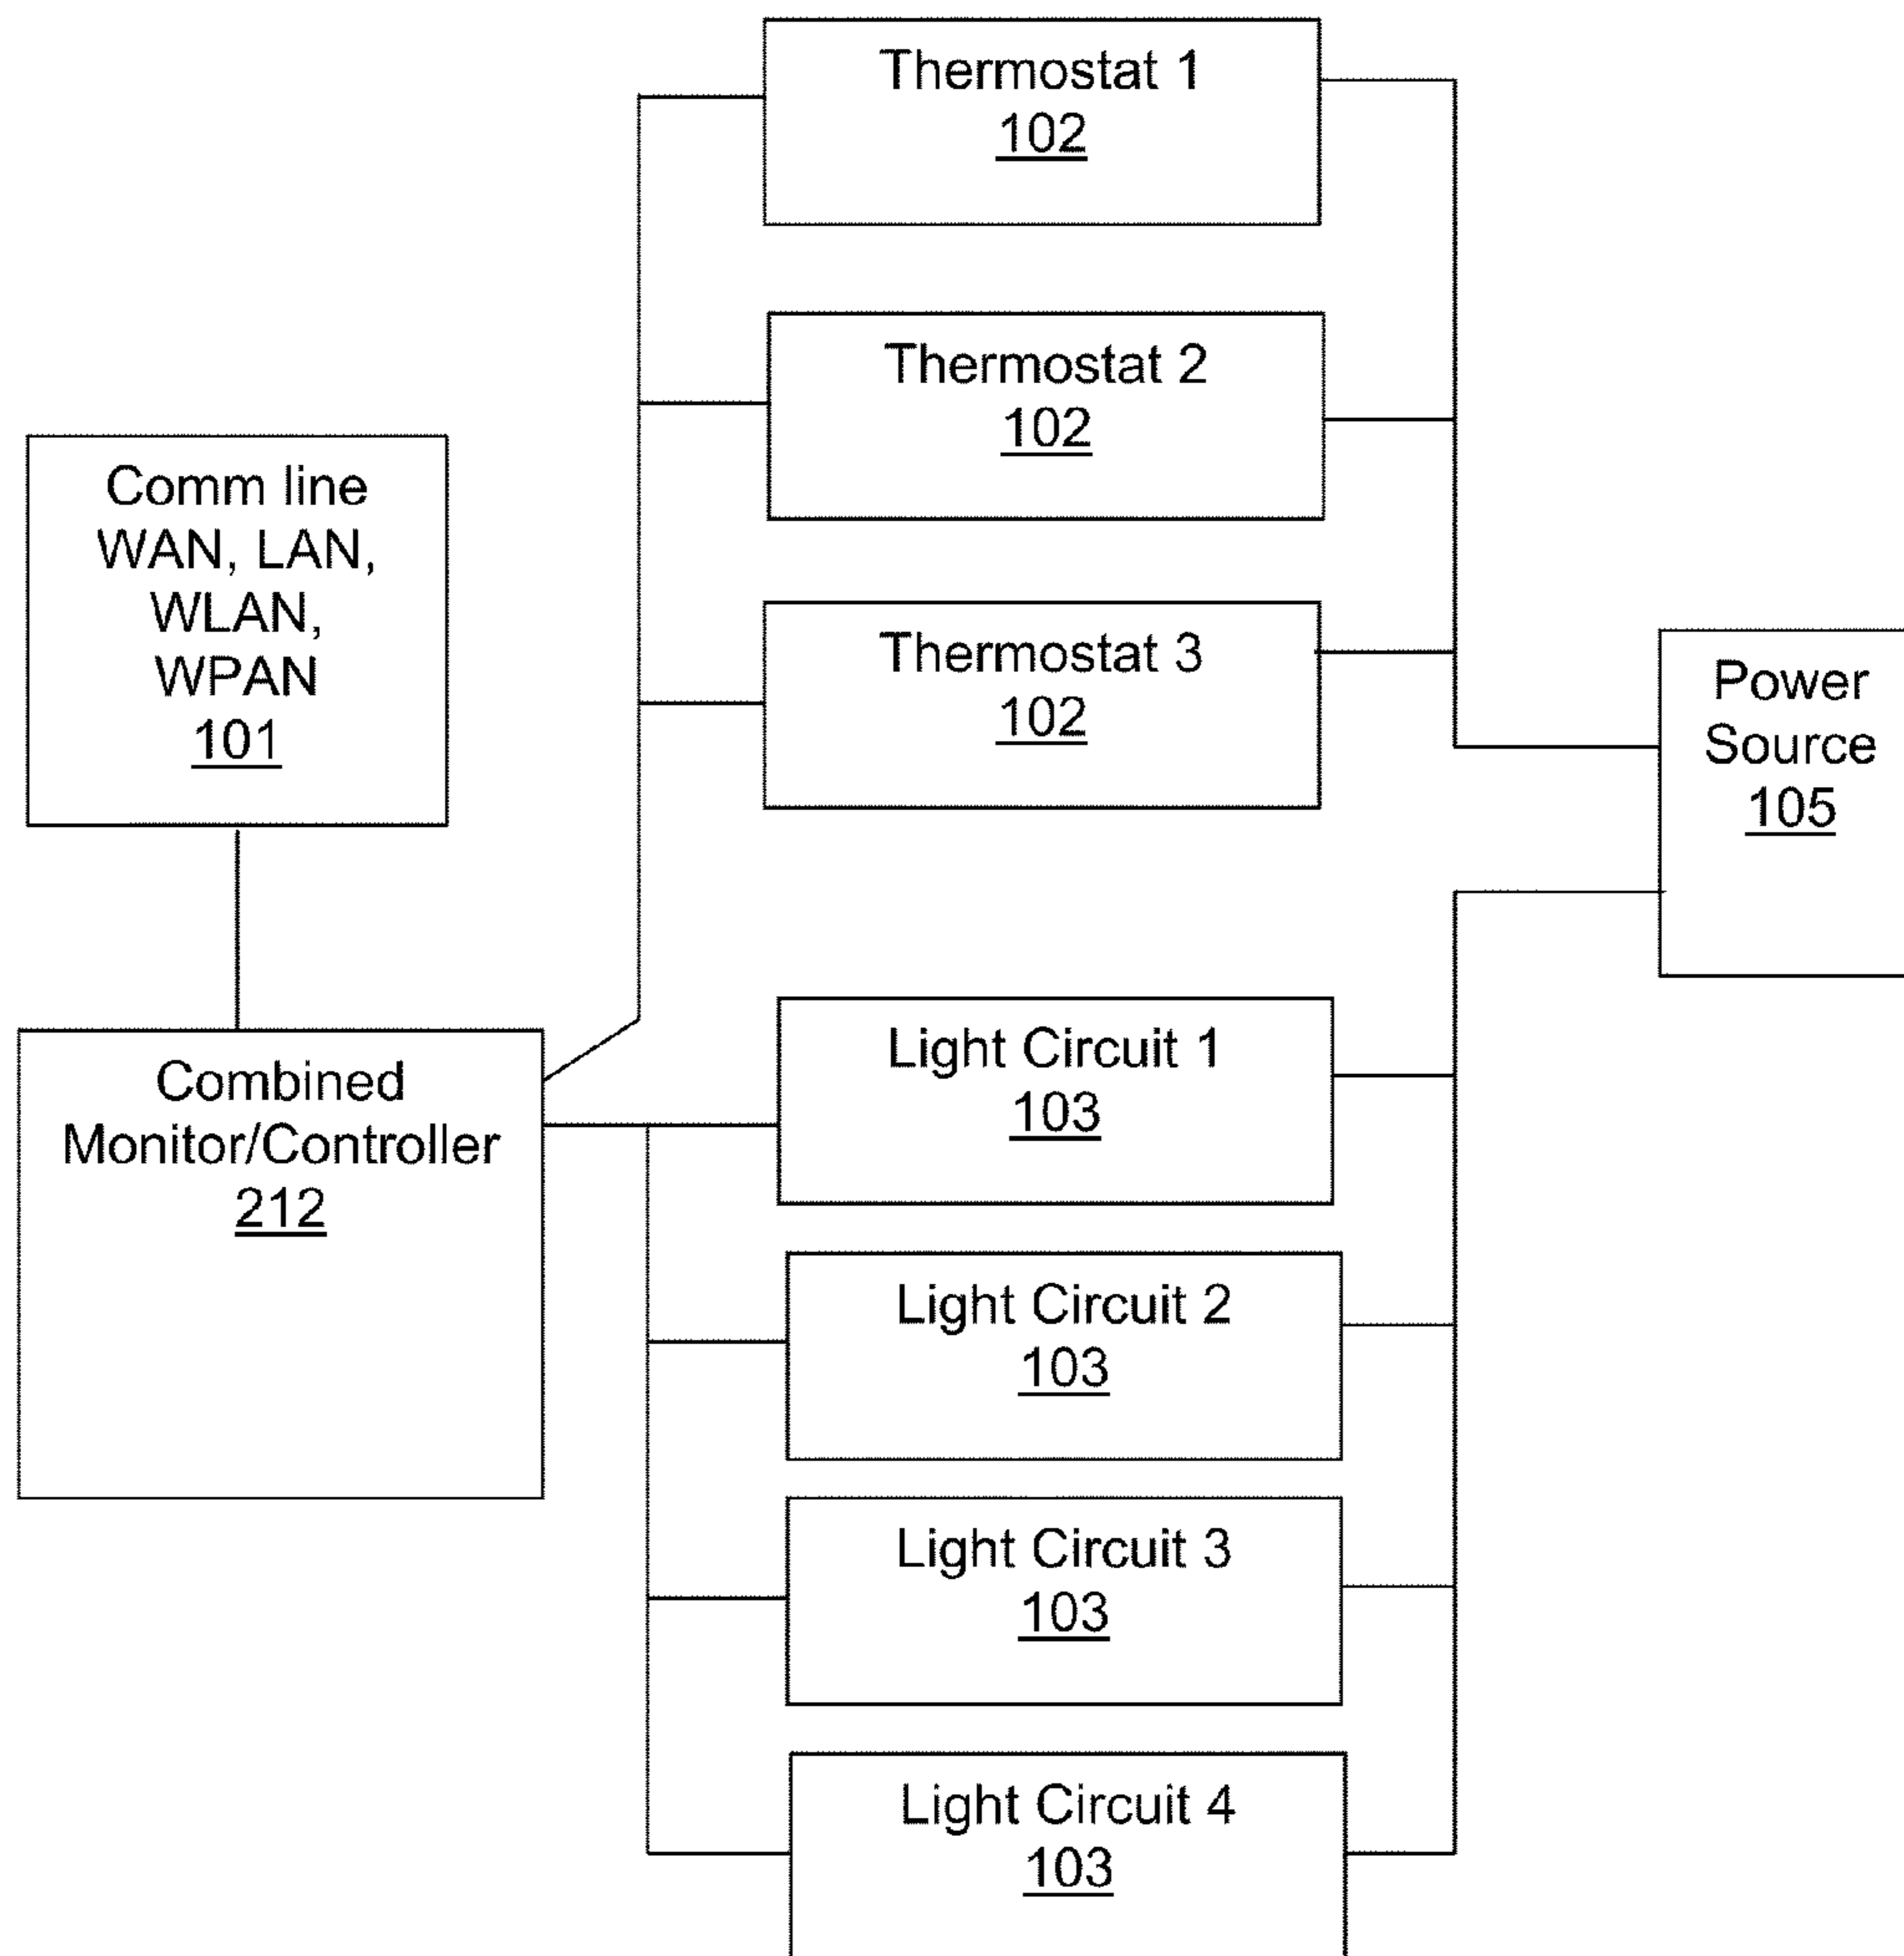 Thermostat 1
102
Thermostat 2
102
Comm line
WAN, LAN,
WLAN,
WPAN
101
Thermostat 3
102
Power
Source
105
Combined
Monitor/Controller
212
Light Circuit 1
103
Light Circuit 2
103
Light Circuit 3
103
Light Circuit 4
103